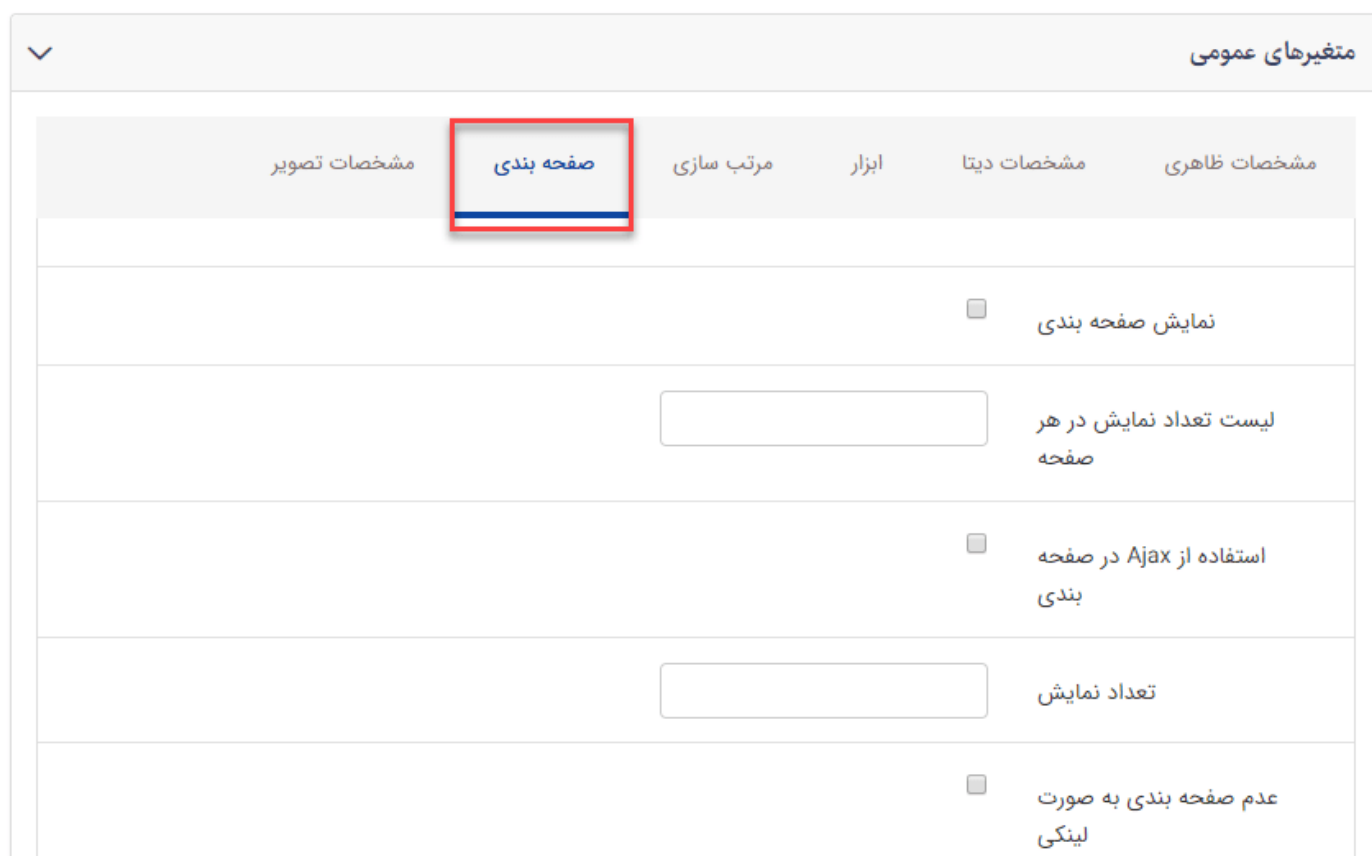 متغیرهای عمومی
مشخصات ظاهری مشخصات دیتا ابزار مرتب سازی صفحه بندی مشخصات تصویر
نمایش صفحه بندی
لیست تعداد نمایش در هر
صفحه
استفاده از Ajax در صفحه
بندی
تعداد نمایش
عدم صفحه بندی به صورت
لینکی